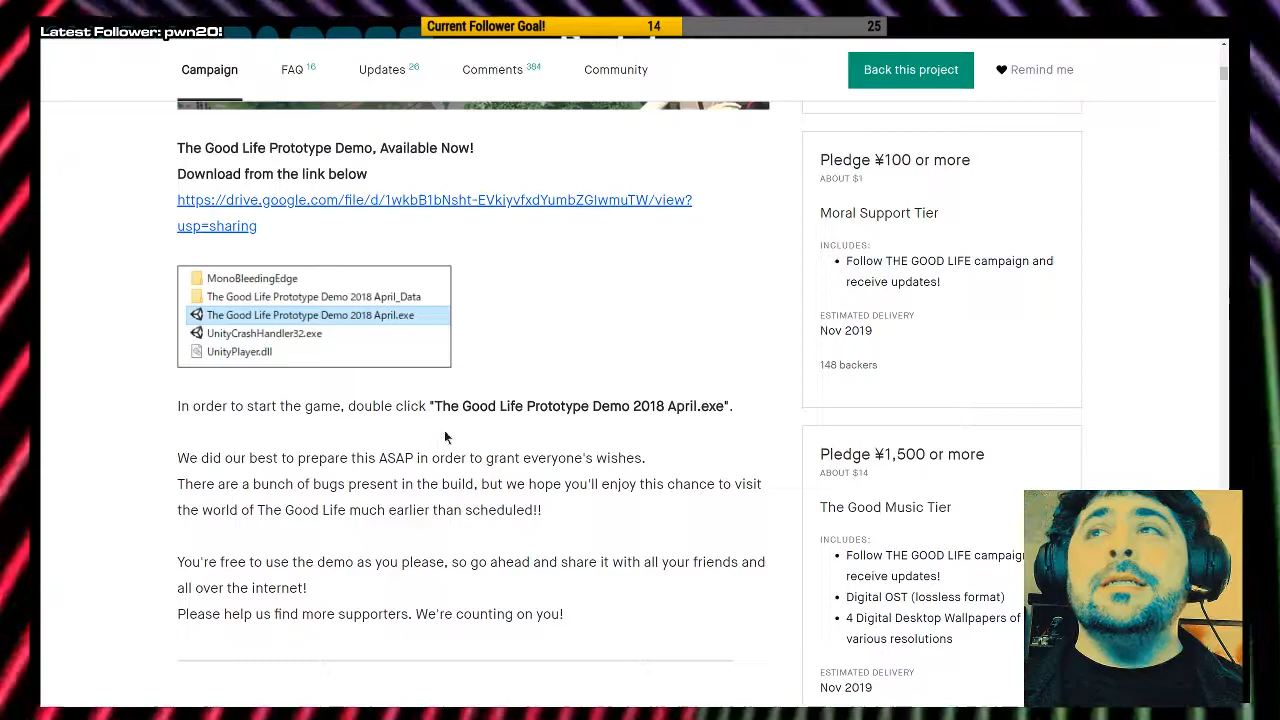 Latest Follower: pwn20!
Current Follower Goal! 14 25
Campaign FAQ 16 Updates 26 Comments 384 Community Back this project Remind me
The Good Life Prototype Demo, Available Now!
Download from the link below
https://drive.google.com/file/d/1wkbB1bNsht-EVkiyvfxdYumbZGIwmuTW/view?
usp=sharing
MonoBleedingEdge
The Good Life Prototype Demo 2018 April_Data
The Good Life Prototype Demo 2018 April.exe
UnityCrashHandler32.exe
UnityPlayer.dll
In order to start the game, double click "The Good Life Prototype Demo 2018 April.exe".
We did our best to prepare this ASAP in order to grant everyone's wishes.
There are a bunch of bugs present in the build, but we hope you'll enjoy this chance to visit
the world of The Good Life much earlier than scheduled!!
You're free to use the demo as you please, so go ahead and share it with all your friends and
all over the internet!
Please help us find more supporters. We're counting on you!
Pledge ¥100 or more
ABOUT $1
Moral Support Tier
INCLUDES:
• Follow THE GOOD LIFE campaign and
receive updates!
ESTIMATED DELIVERY
Nov 2019
148 backers
Pledge ¥1,500 or more
ABOUT $14
The Good Music Tier
INCLUDES:
• Follow THE GOOD LIFE campaign
receive updates!
• Digital OST (lossless format)
• 4 Digital Desktop Wallpapers of
various resolutions
ESTIMATED DELIVERY
Nov 2019